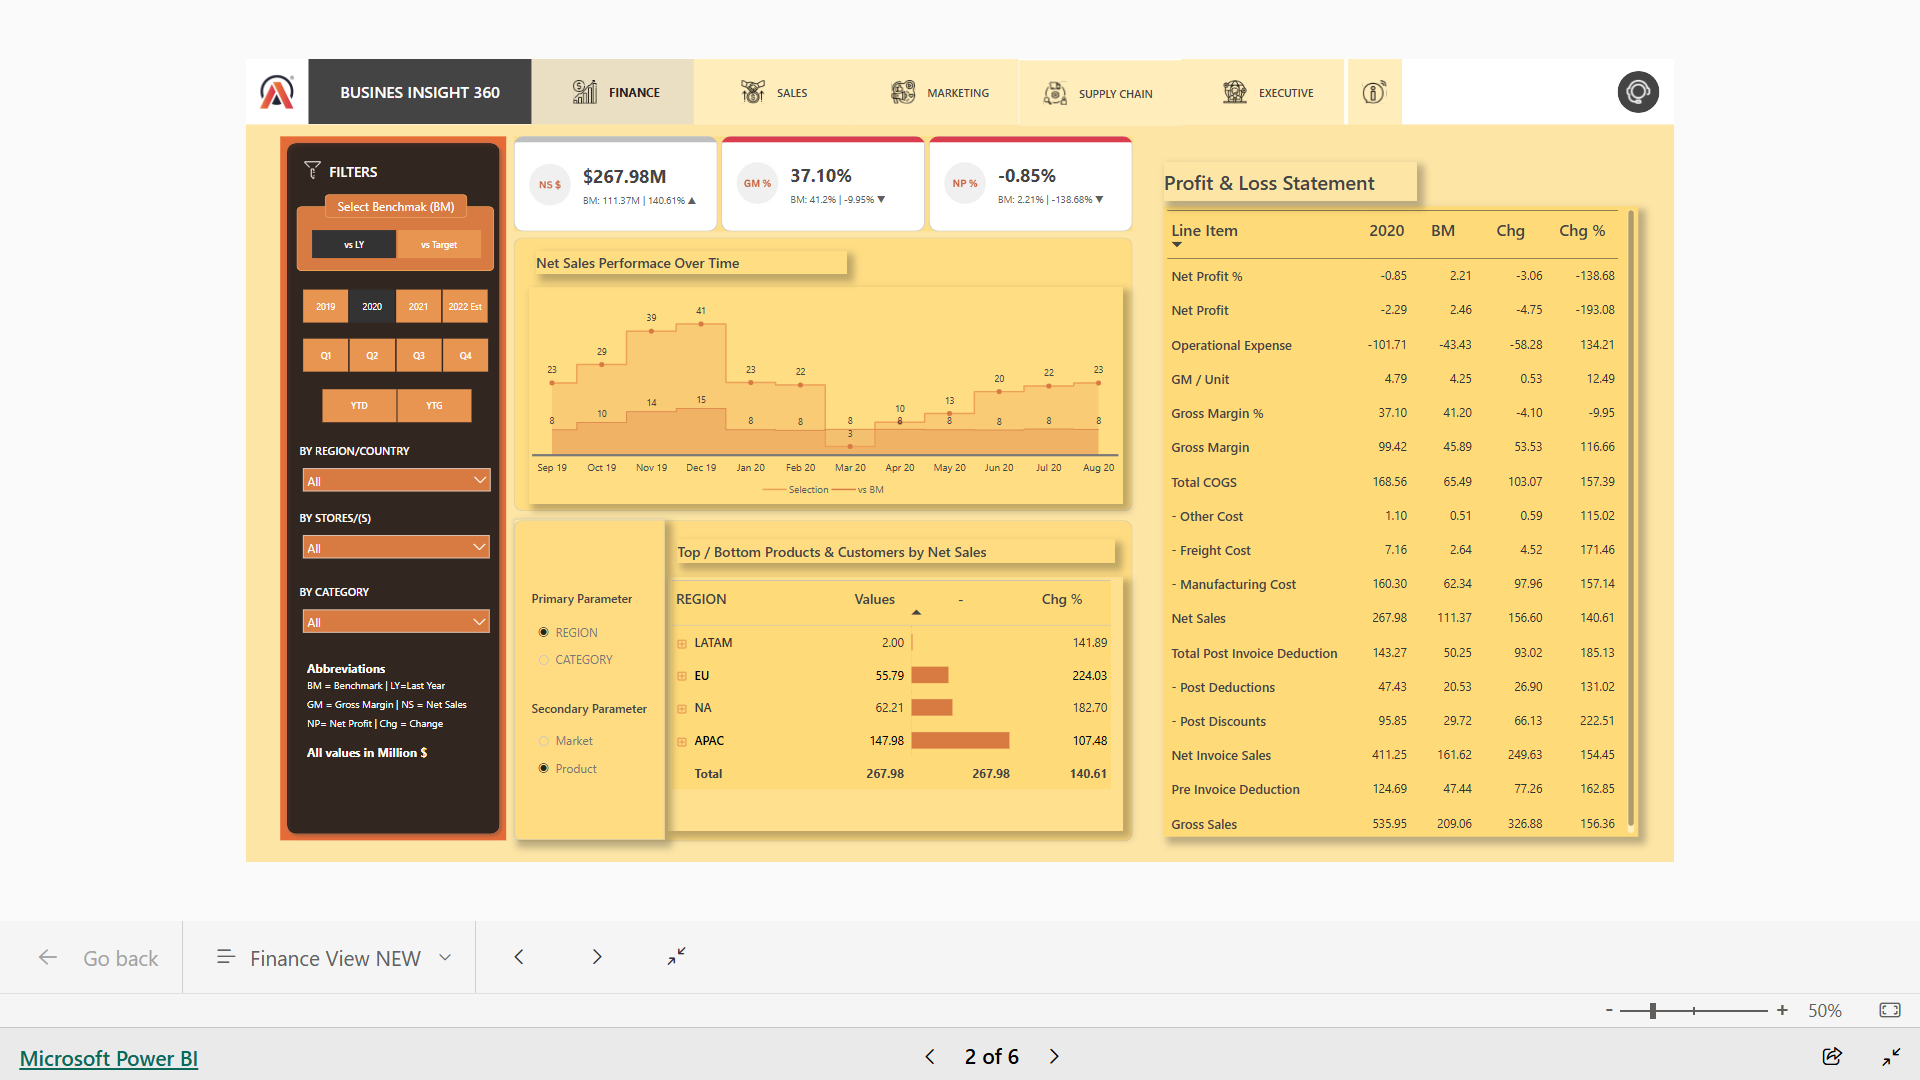 BUSINES INSIGHT 360
FINANCE
SALES
MARKETING
SUPPLY CHAIN
EXECUTIVE
FILTERS
Select Benchmak (BM)
vs LY
vs Target
2019
2020
2021
2022 Est
Q1
Q2
Q3
Q4
YTD
YTG
BY REGION/COUNTRY
All
BY STORES/(S)
All
BY CATEGORY
All
Abbreviations
BM = Benchmark | LY=Last Year
GM = Gross Margin | NS = Net Sales
NP= Net Profit | Chg = Change
All values in Million $
NS $
$267.98M
BM: 111.37M | 140.61% ▲
GM %
37.10%
BM: 41.2% | -9.95% ▼
NP %
-0.85%
BM: 2.21% | -138.68% ▼
Net Sales Performace Over Time
23 29 39 41 23 22 3 10 13 20 22 23
8 10 14 15 8 8 8 8 8 8 8 8
Sep 19 Oct 19 Nov 19 Dec 19 Jan 20 Feb 20 Mar 20 Apr 20 May 20 Jun 20 Jul 20 Aug 20
Selection vs BM
Primary Parameter
REGION
CATEGORY
Secondary Parameter
Market
Product
Top / Bottom Products & Customers by Net Sales
REGION Values - Chg %
LATAM 2.00 141.89
EU 55.79 224.03
NA 62.21 182.70
APAC 147.98 107.48
Total 267.98 267.98 140.61
Profit & Loss Statement
Line Item 2020 BM Chg Chg %
Net Profit % -0.85 2.21 -3.06 -138.68
Net Profit -2.29 2.46 -4.75 -193.08
Operational Expense -101.71 -43.43 -58.28 134.21
GM / Unit 4.79 4.25 0.53 12.49
Gross Margin % 37.10 41.20 -4.10 -9.95
Gross Margin 99.42 45.89 53.53 116.66
Total COGS 168.56 65.49 103.07 157.39
- Other Cost 1.10 0.51 0.59 115.02
- Freight Cost 7.16 2.64 4.52 171.46
- Manufacturing Cost 160.30 62.34 97.96 157.14
Net Sales 267.98 111.37 156.60 140.61
Total Post Invoice Deduction 143.27 50.25 93.02 185.13
- Post Deductions 47.43 20.53 26.90 131.02
- Post Discounts 95.85 29.72 66.13 222.51
Net Invoice Sales 411.25 161.62 249.63 154.45
Pre Invoice Deduction 124.69 47.44 77.26 162.85
Gross Sales 535.95 209.06 326.88 156.36
Go back
Finance View NEW
- + 50%
Microsoft Power BI
2 of 6